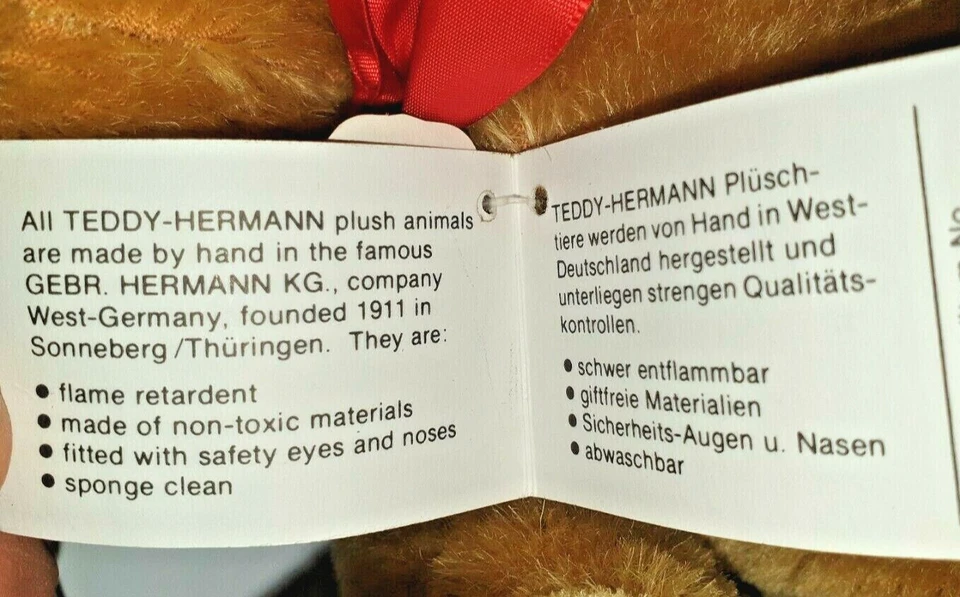 All TEDDY-HERMANN plush animals
are made by hand in the famous
GEBR. HERMANN KG., company
West-Germany, founded 1911 in
Sonneberg/Thüringen. They are:
• flame retardent
• made of non-toxic materials
• fitted with safety eyes and noses
• sponge clean
TEDDY-HERMANN Plüsch-
tiere werden von Hand in West-
Deutschland hergestellt und
unterliegen strengen Qualitäts-
kontrollen.
• schwer entflammbar
• giftfreie Materialien
• Sicherheits-Augen u. Nasen
• abwaschbar
No